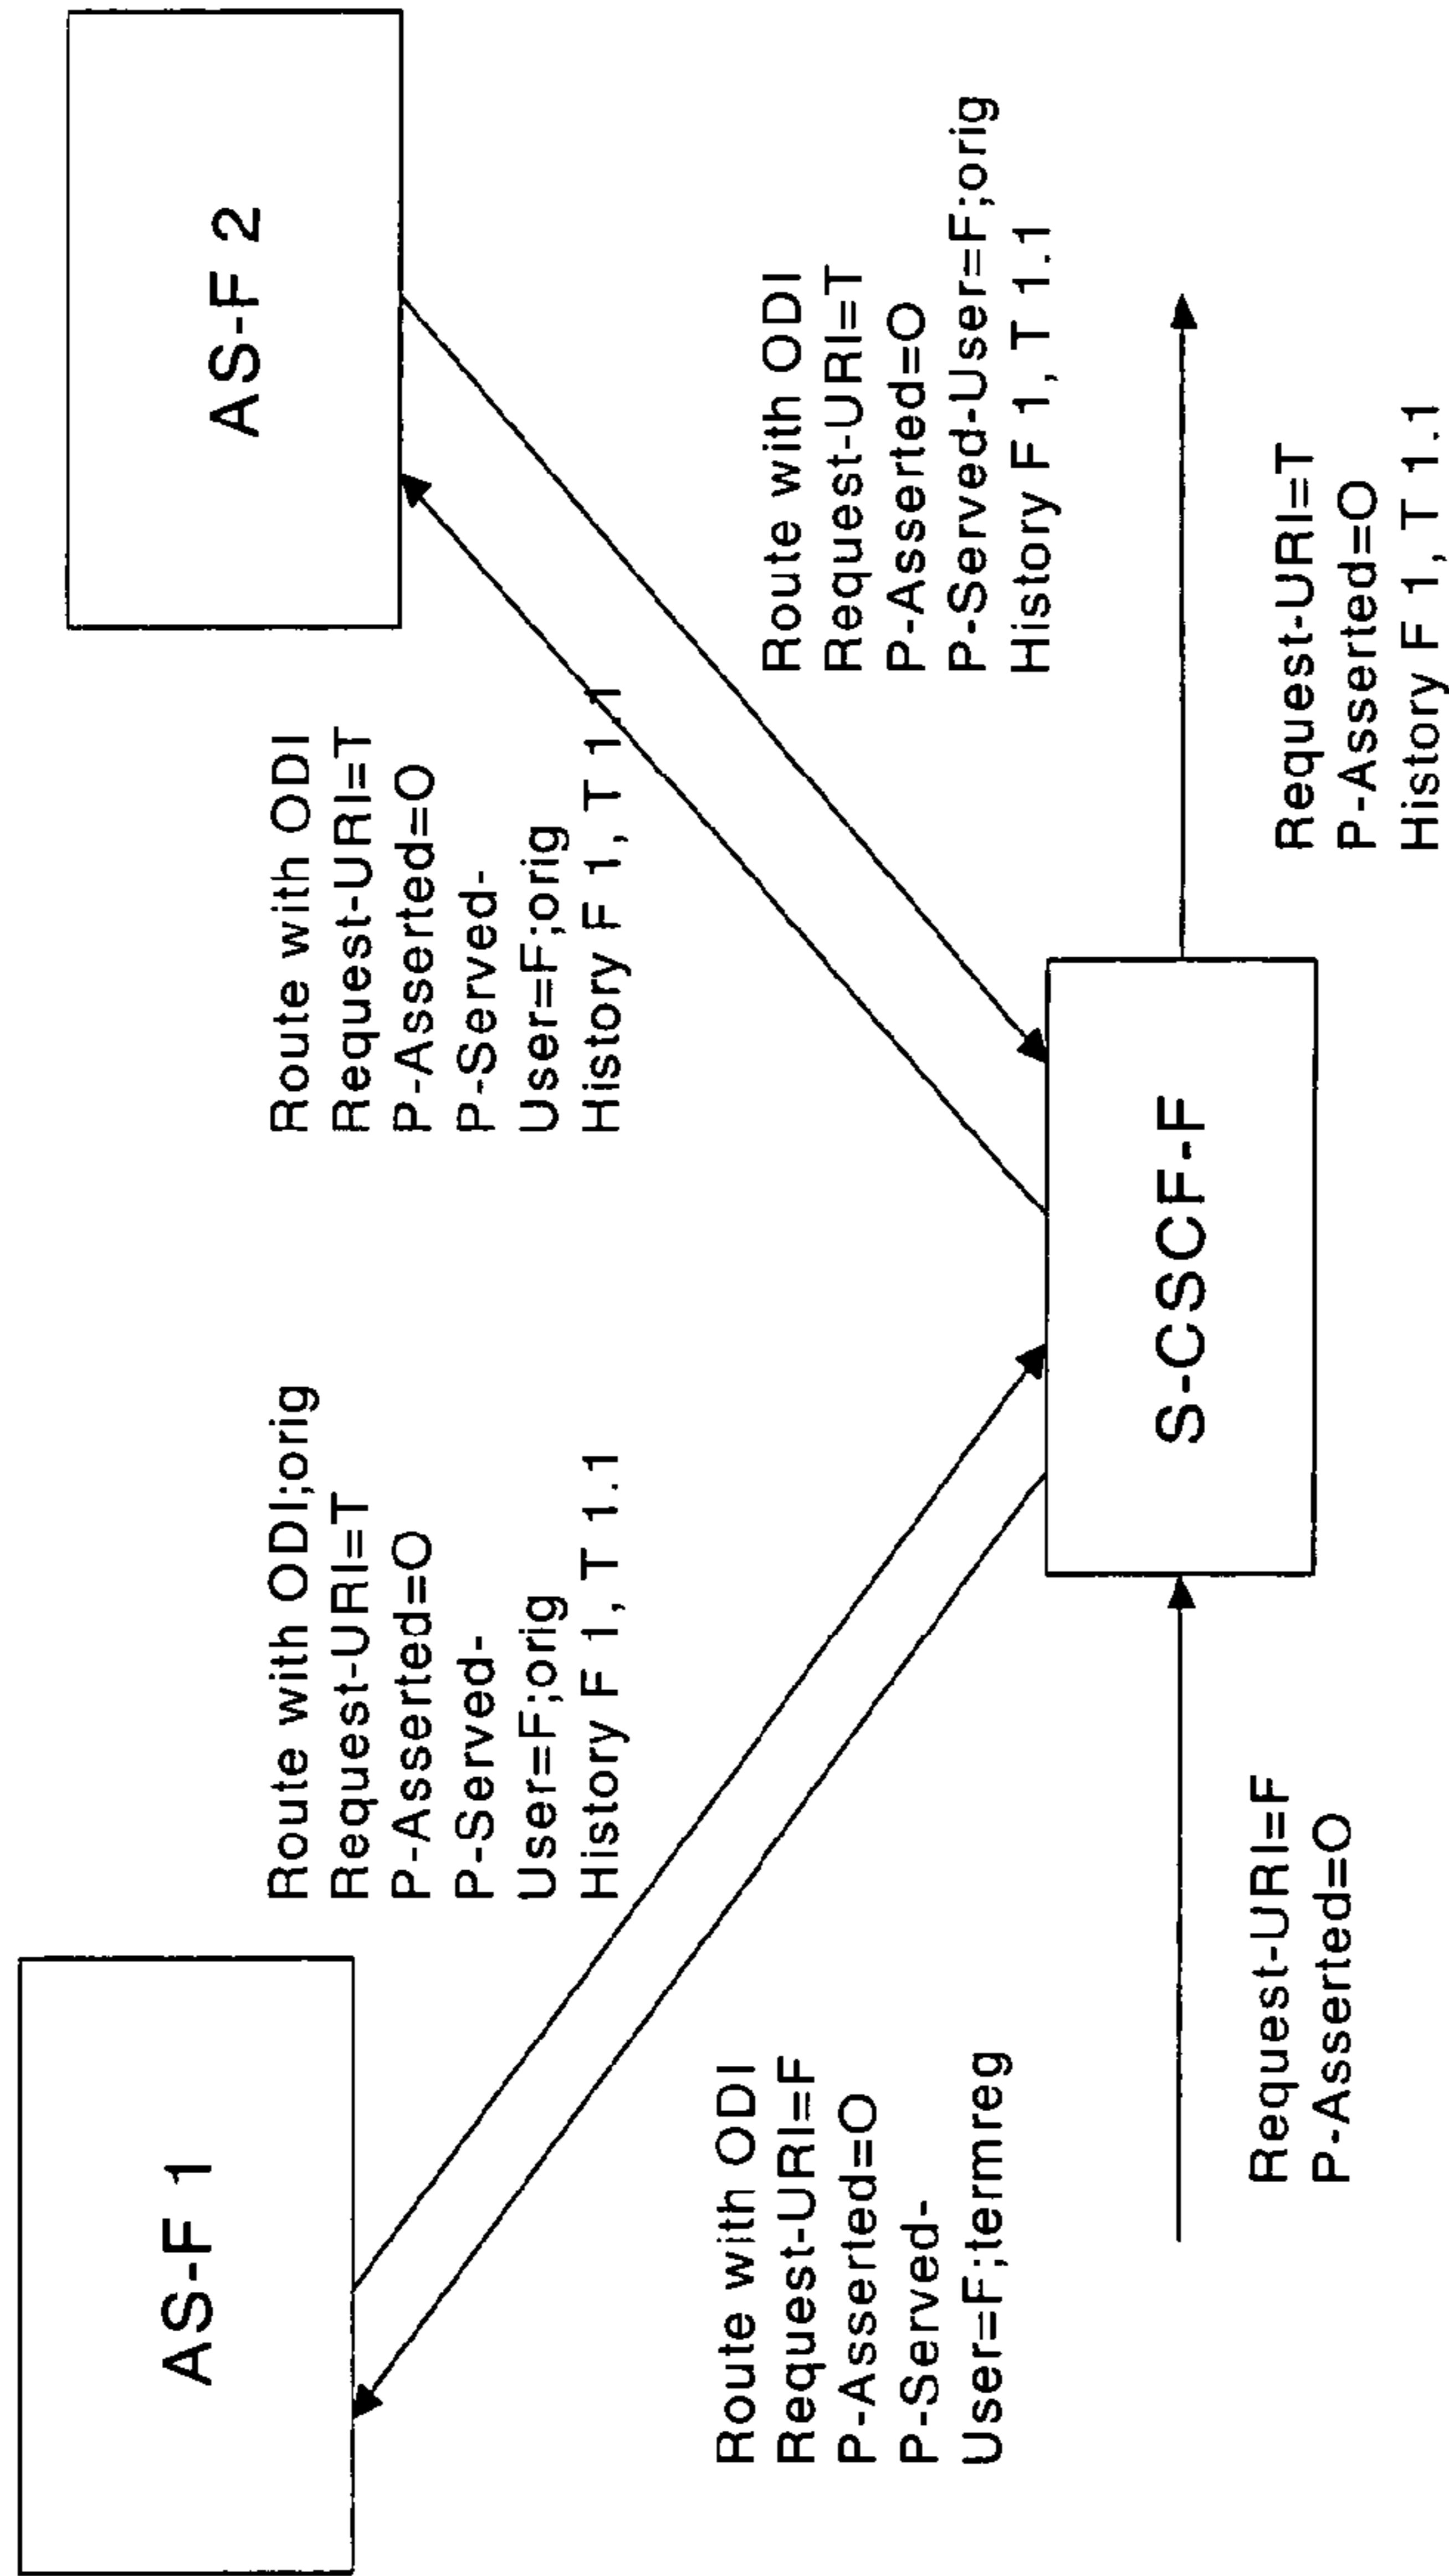 AS-F 1
AS-F 2
Route with ODI;orig
Request-URI=T
P-Asserted=O
P-Served-
User=F;orig
History F 1, T 1.1
Route with ODI
Request-URI=T
P-Asserted=O
P-Served-
User=F;orig
History F 1, T 1.1
Route with ODI
Request-URI=F
P-Asserted=O
P-Served-
User=F;termreg
Route with ODI
Request-URI=T
P-Asserted=O
P-Served-User=F;orig
History F 1, T 1.1
S-CSCF-F
Request-URI=F
P-Asserted=O
Request-URI=T
P-Asserted=O
History F 1, T 1.1